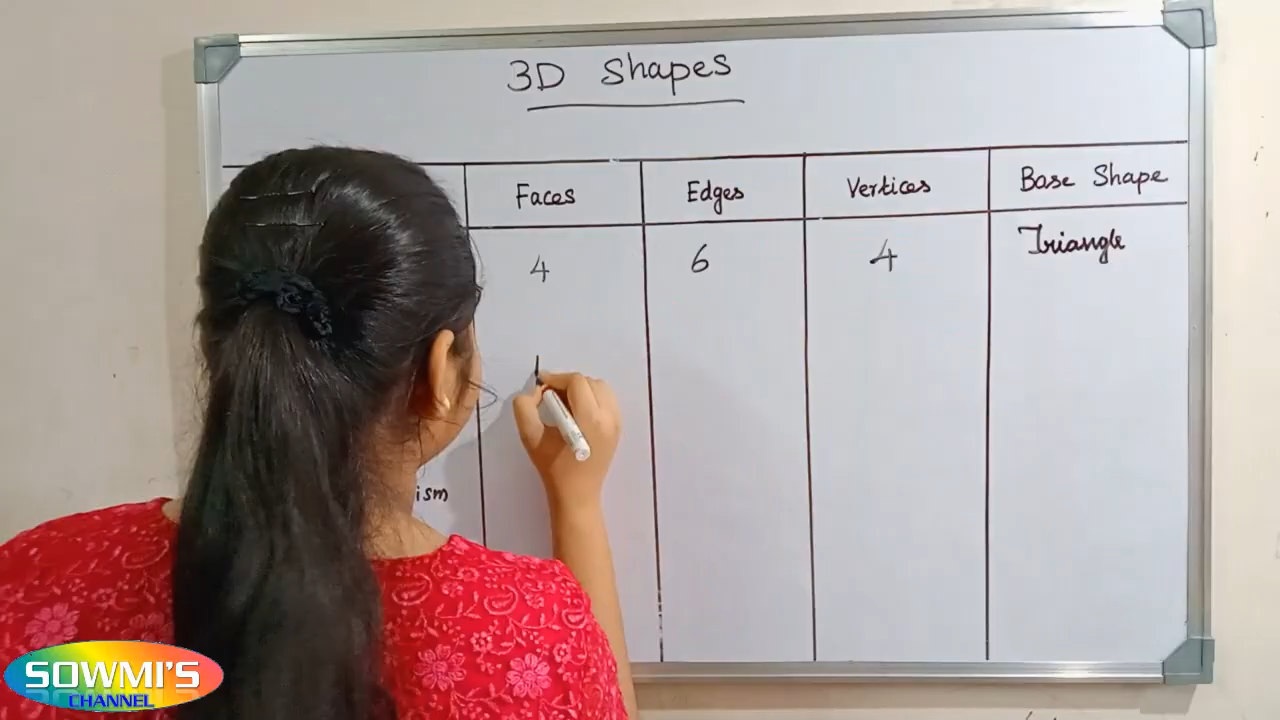 3D Shapes
Faces Edges Vertices Base Shape
4 6 4 Triangle
ism
SOWMI'S
CHANNEL